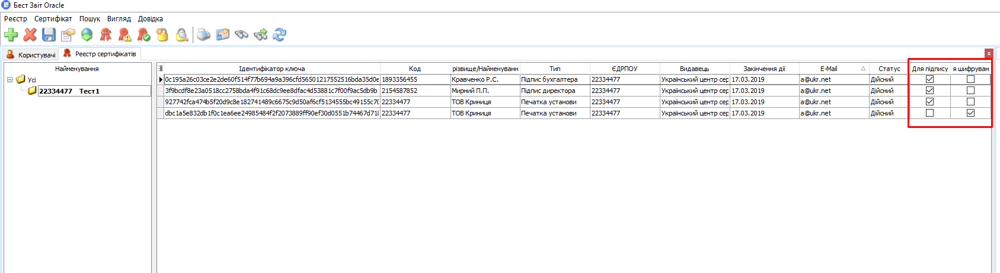 Бест Звіт Oracle
Реєстр Сертифікат Пошук Вигляд Довідка
Користувачі Реєстр сертифікатів
Найменування
Усі
22334477 Тест1
Ідентифікатор ключа Код різвище/Найменуванн Тип ЄДРПОУ Видавець Закінчення дії E-Mail Статус Для підпису я шифруван
0c195a26c03ce2e2de60f514f77b694a9a396cfd56501217552516bda35d0e 1893356455 Кравченко Р.С. Підпис бухгалтера 22334477 Український центр сер 17.03.2019 a@ukr.net Дійсний
3f9bcdf8e23a0518cc2758bda4f91c68dc9ee8dfac4d53881c7f00f9ac5db9b 2154587852 Мирний П.П. Підпис директора 22334477 Український центр сер 17.03.2019 a@ukr.net Дійсний
927742fca474b5f20d9c8e182741489c6675c9d50af6cf5134555bc49155c70 22334477 ТОВ Криниця Печатка установи 22334477 Український центр сер 17.03.2019 a@ukr.net Дійсний
dbc1a5e832db1f0c1ea6ee24985484f2f2073889ff90ef30d0551b74467d718 22334477 ТОВ Криниця Печатка установи 22334477 Український центр сер 17.03.2019 a@ukr.net Дійсний